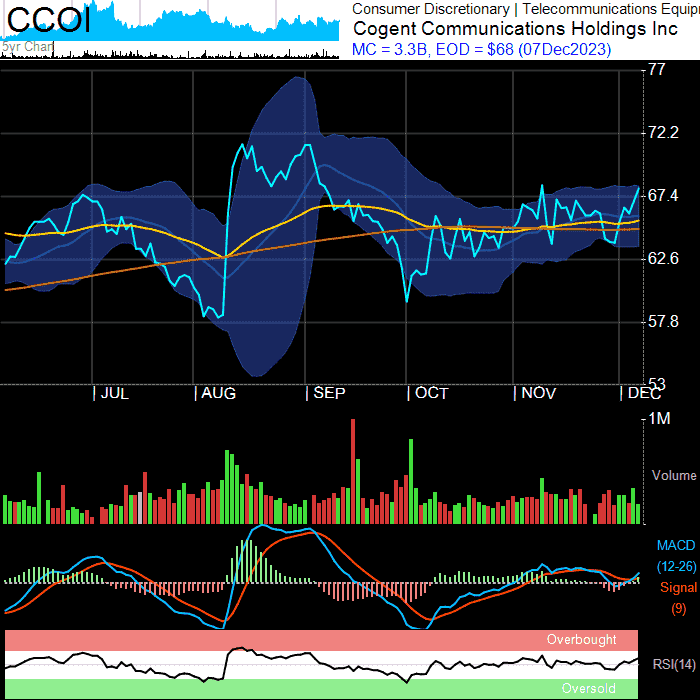 CCOI
5yr Chart
Consumer Discretionary | Telecommunications Equip
Cogent Communications Holdings Inc
MC = 3.3B, EOD = $68 (07Dec2023)
77
72.2
67.4
62.6
57.8
53
| JUL | AUG | SEP | OCT | NOV | DEC
1M
Volume
MACD
(12-26)
Signal
(9)
Overbought
RSI(14)
Oversold